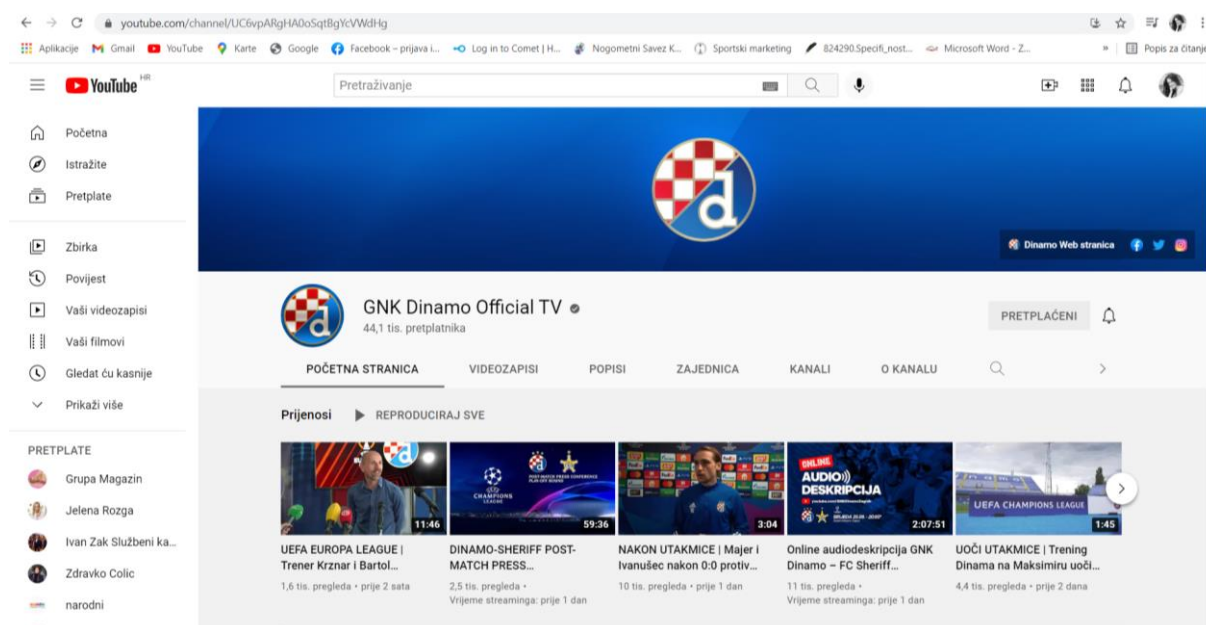 youtube.com/channel/UC6vpARgHA0oSqtBgYcVWdHg
Aplikacije Gmail YouTube Karte Google Facebook – prijava i... Log in to Comet | H... Nogometni Savez K... Sportski marketing 824290.Specifi_nost... Microsoft Word - Z... » Popis za čitanje
YouTube HR
Pretraživanje
Početna
Istražite
Pretplate
Zbirka
Povijest
Vaši videozapisi
Vaši filmovi
Gledat ću kasnije
Prikaži više
PRETPLATE
Grupa Magazin
Jelena Rozga
Ivan Zak Službeni ka...
Zdravko Colic
narodni
Dinamo Web stranica
GNK Dinamo Official TV
44,1 tis. pretplatnika
PRETPLAĆENI
POČETNA STRANICA VIDEOZAPISI POPISI ZAJEDNICA KANALI O KANALU
Prijenosi REPRODUCIRAJ SVE
11:46
UEFA EUROPA LEAGUE |
Trener Krznar i Bartol...
1,6 tis. pregleda • prije 2 sata
CHAMPIONS
LEAGUE
POST-MATCH PRESS CONFERENCE
59:36
DINAMO-SHERIFF POST-
MATCH PRESS...
2,5 tis. pregleda •
Vrijeme streaminga: prije 1 dan
3:04
NAKON UTAKMICE | Majer i
Ivanušec nakon 0:0 protiv...
10 tis. pregleda • prije 1 dan
ONLINE
AUDIO))
DESKRIPCIJA
2:07:51
Online audiodeskripcija GNK
Dinamo – FC Sheriff...
11 tis. pregleda •
Vrijeme streaminga: prije 1 dan
UEFA CHAMPIONS LEAGUE
1:45
UOČI UTAKMICE | Trening
Dinama na Maksimiru uoči...
4,4 tis. pregleda • prije 2 dana